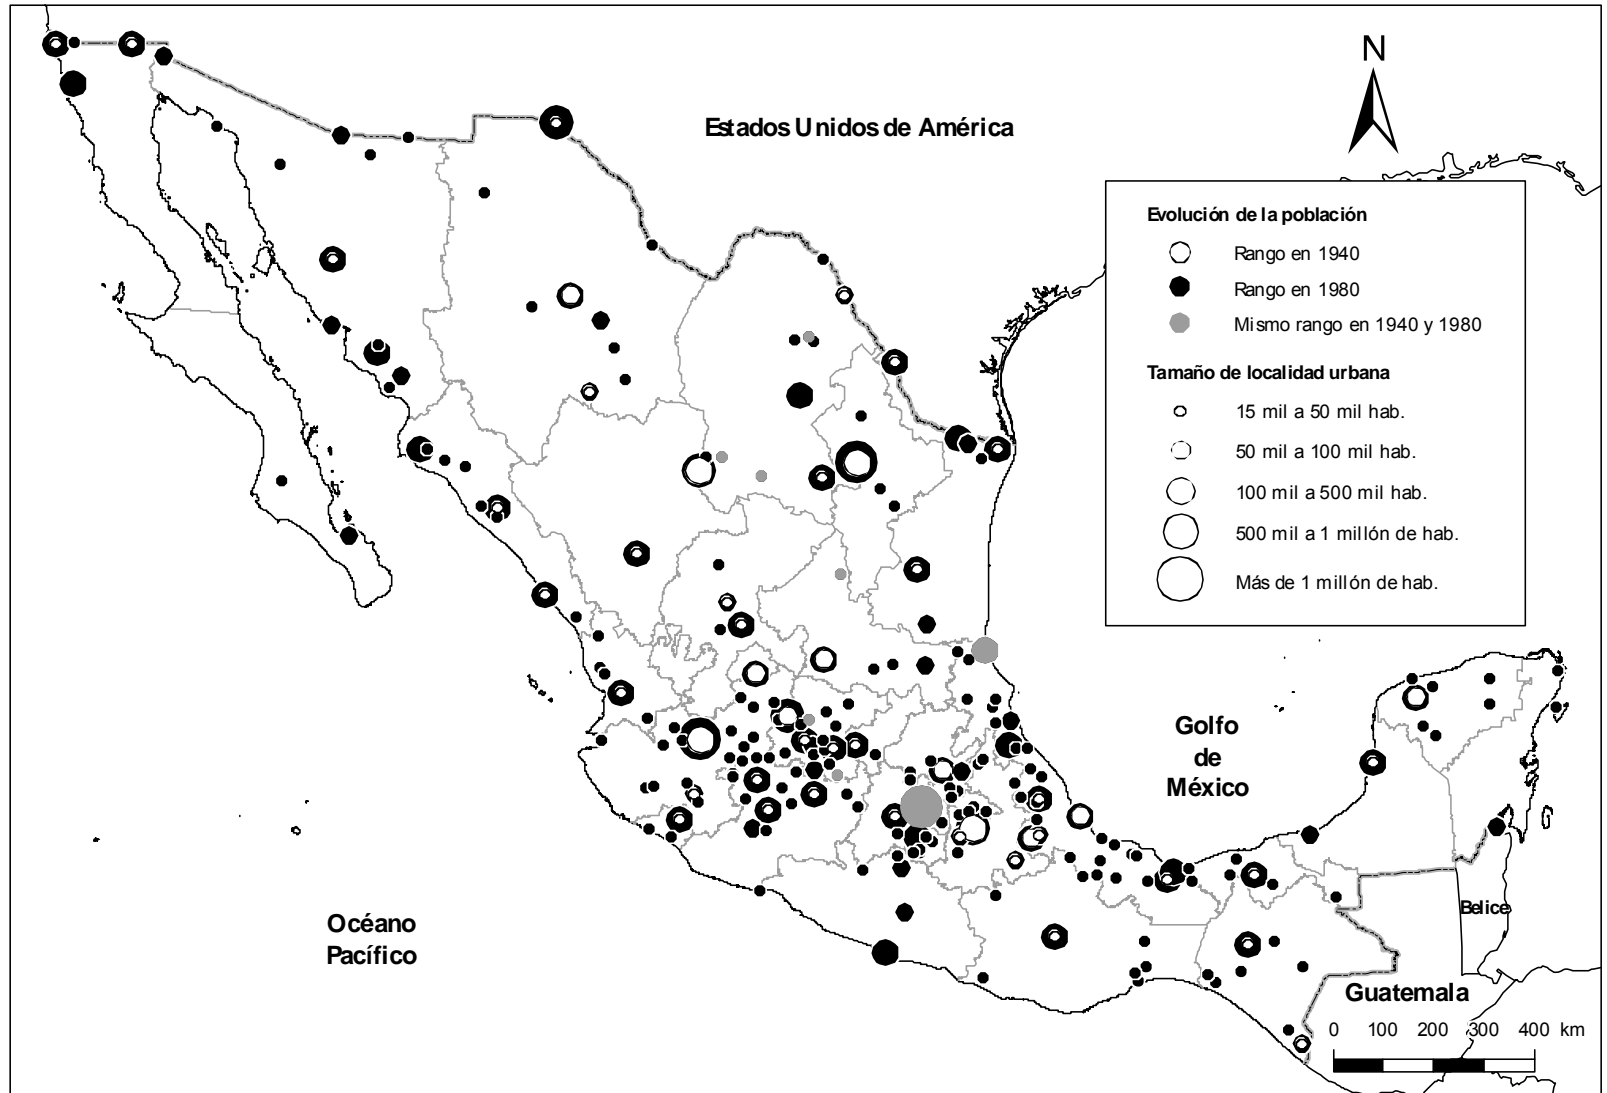 N
Estados Unidos de América
Evolución de la población
Rango en 1940
Rango en 1980
Mismo rango en 1940 y 1980
Tamaño de localidad urbana
15 mil a 50 mil hab.
50 mil a 100 mil hab.
100 mil a 500 mil hab.
500 mil a 1 millón de hab.
Más de 1 millón de hab.
Golfo
de
México
Océano
Pacífico
Belice
Guatemala
0 100 200 300 400 km